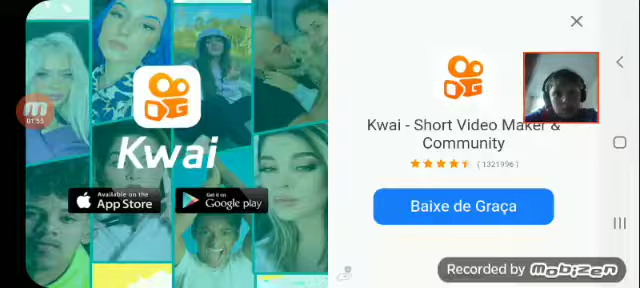 01:55
Kwai
Available on the
App Store
Get it on
Google play
Kwai - Short Video Maker &
Community
( 1321996 )
Baixe de Graça
Recorded by Mobizen